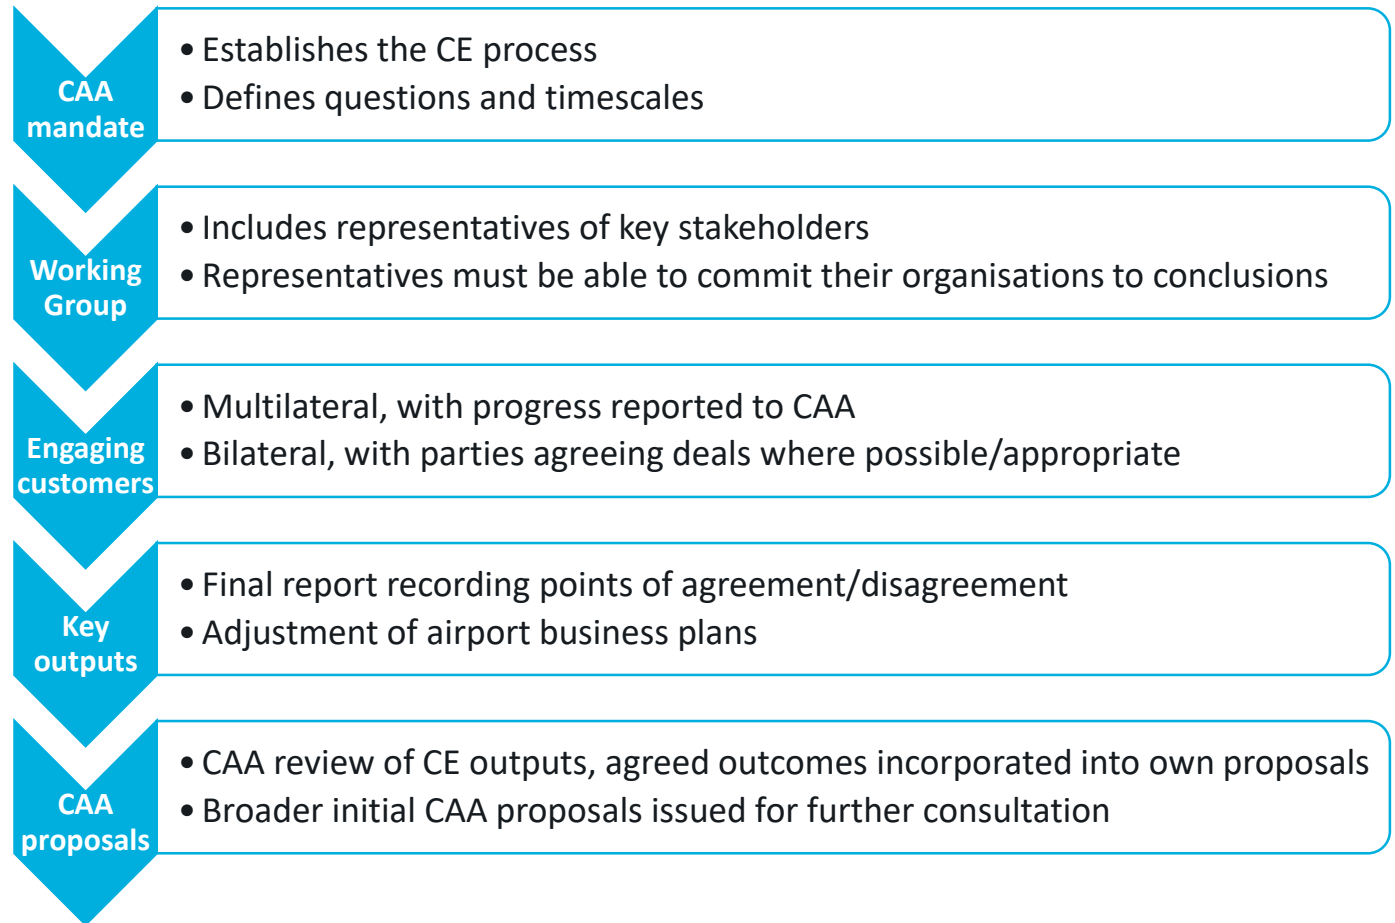 CAA
mandate
• Establishes the CE process
• Defines questions and timescales
Working
Group
• Includes representatives of key stakeholders
• Representatives must be able to commit their organisations to conclusions
Engaging
customers
• Multilateral, with progress reported to CAA
• Bilateral, with parties agreeing deals where possible/appropriate
Key
outputs
• Final report recording points of agreement/disagreement
• Adjustment of airport business plans
CAA
proposals
• CAA review of CE outputs, agreed outcomes incorporated into own proposals
• Broader initial CAA proposals issued for further consultation